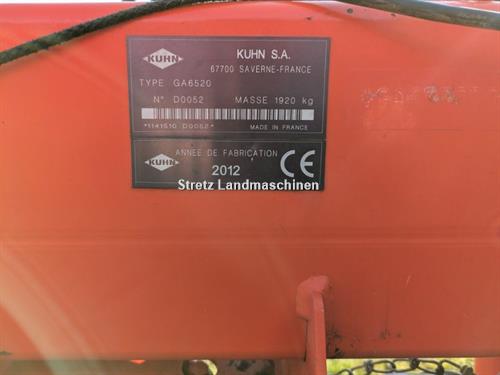 KUHN
KUHN S.A.
67700 SAVERNE-FRANCE
TYPE GA6520
N° D0052 MASSE 1920 kg
*1141510 D0052*
MADE IN FRANCE
KUHN
ANNEE DE FABRICATION
2012
CE
Stretz Landmaschinen